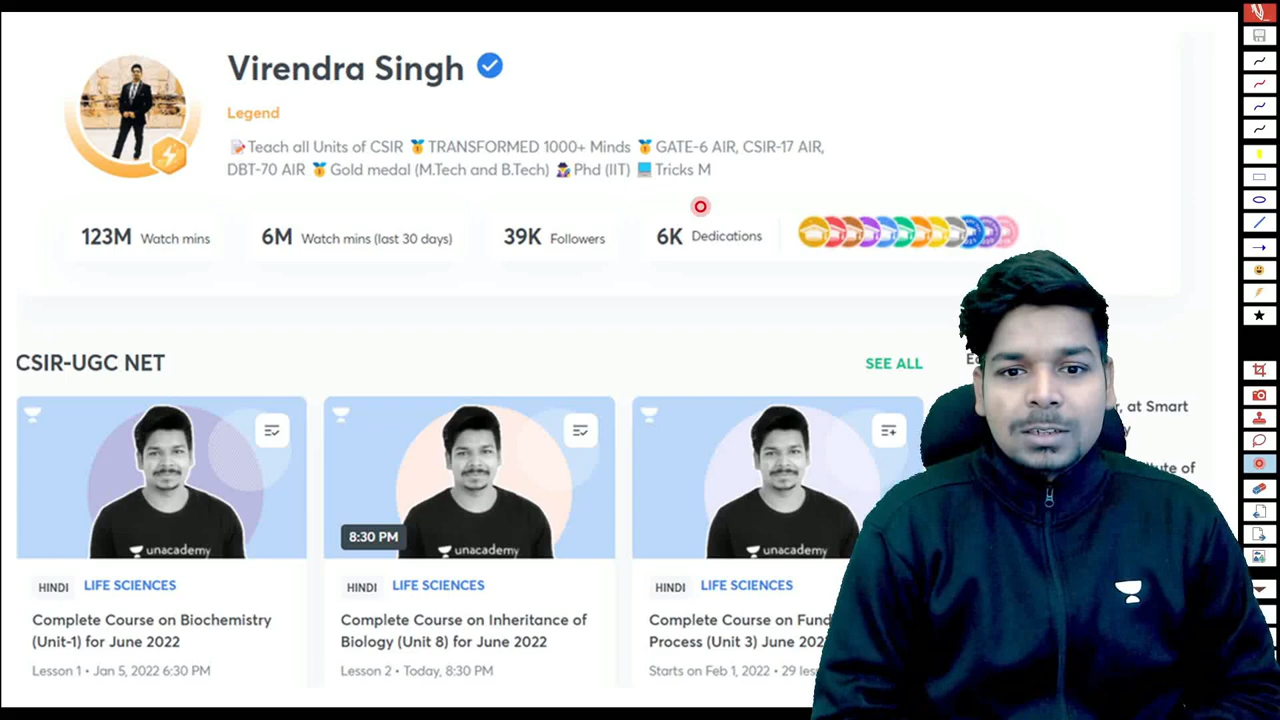 Virendra Singh
Legend
📝Teach all Units of CSIR 🥇TRANSFORMED 1000+ Minds 🥇GATE-6 AIR, CSIR-17 AIR,
DBT-70 AIR 🥇Gold medal (M.Tech and B.Tech) 👨‍🎓Phd (IIT) 💻Tricks M
123M Watch mins 6M Watch mins (last 30 days) 39K Followers 6K Dedications
CSIR-UGC NET
SEE ALL
at Smart
of
8:30 PM
unacademy
unacademy
unacademy
HINDI LIFE SCIENCES
Complete Course on Biochemistry
(Unit-1) for June 2022
Lesson 1 • Jan 5, 2022 6:30 PM
HINDI LIFE SCIENCES
Complete Course on Inheritance of
Biology (Unit 8) for June 2022
Lesson 2 • Today, 8:30 PM
HINDI LIFE SCIENCES
Complete Course on
Process (Unit 3) June
Starts on Feb 1, 2022 • 29